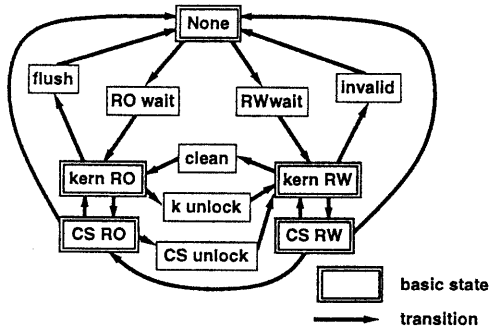 None
flush
RO wait
RWwait
invalid
clean
kern RO
kern RW
k unlock
CS RO
CS RW
CS unlock
basic state
transition